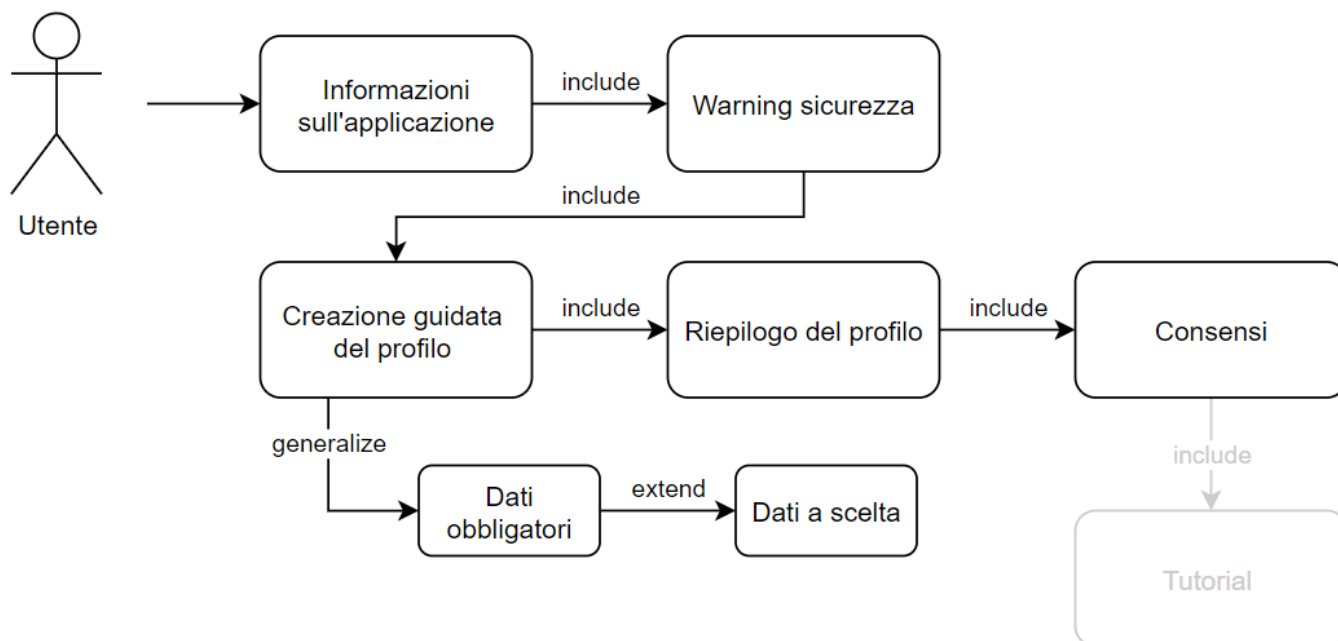 Informazioni
sull'applicazione
include
Warning sicurezza
Utente
include
Creazione guidata
del profilo
include
Riepilogo del profilo
include
Consensi
generalize
include
Dati
obbligatori
extend
Dati a scelta
Tutorial